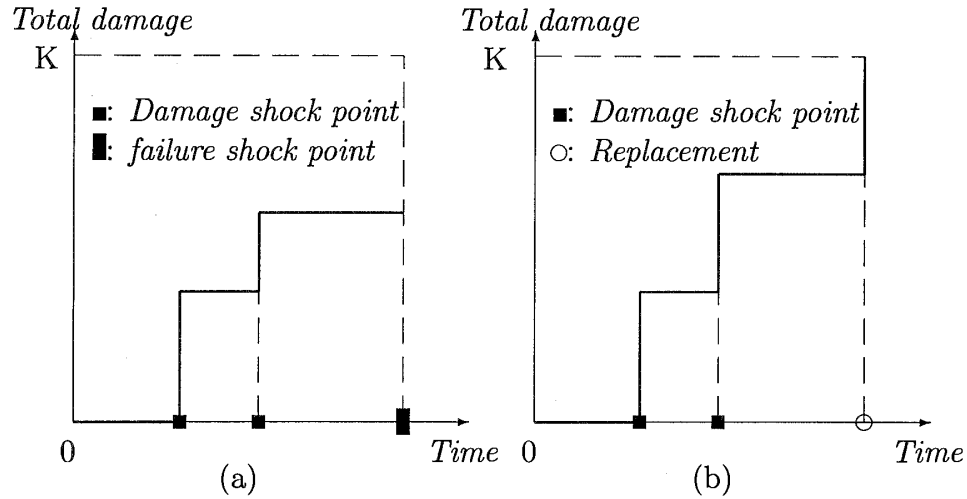 Total damage
K
■: Damage shock point
▮: failure shock point
0
Time
(a)
Total damage
K
■: Damage shock point
○: Replacement
0
Time
(b)